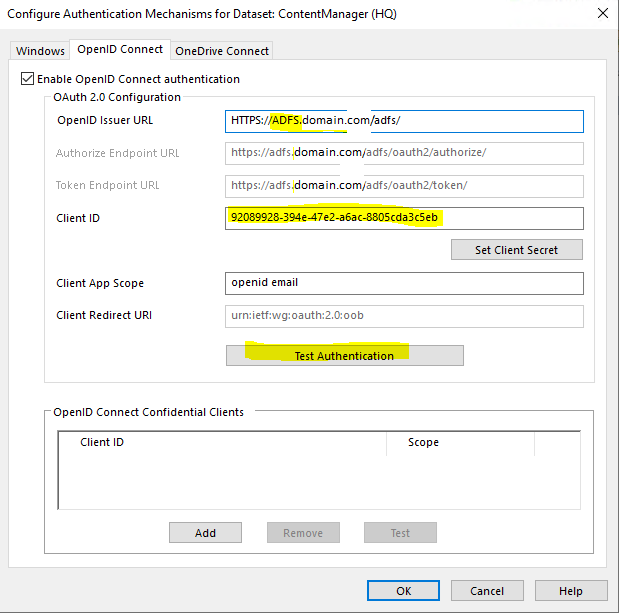 Configure Authentication Mechanisms for Dataset: ContentManager (HQ)
Windows OpenID Connect OneDrive Connect
Enable OpenID Connect authentication
OAuth 2.0 Configuration
OpenID Issuer URL HTTPS://ADFS.domain.com/adfs/
Authorize Endpoint URL https://adfs.domain.com/adfs/oauth2/authorize/
Token Endpoint URL https://adfs.domain.com/adfs/oauth2/token/
Client ID 92089928-394e-47e2-a6ac-8805cda3c5eb
Set Client Secret
Client App Scope openid email
Client Redirect URI urn:ietf:wg:oauth:2.0:oob
Test Authentication
OpenID Connect Confidential Clients
Client ID Scope
Add Remove Test
OK Cancel Help